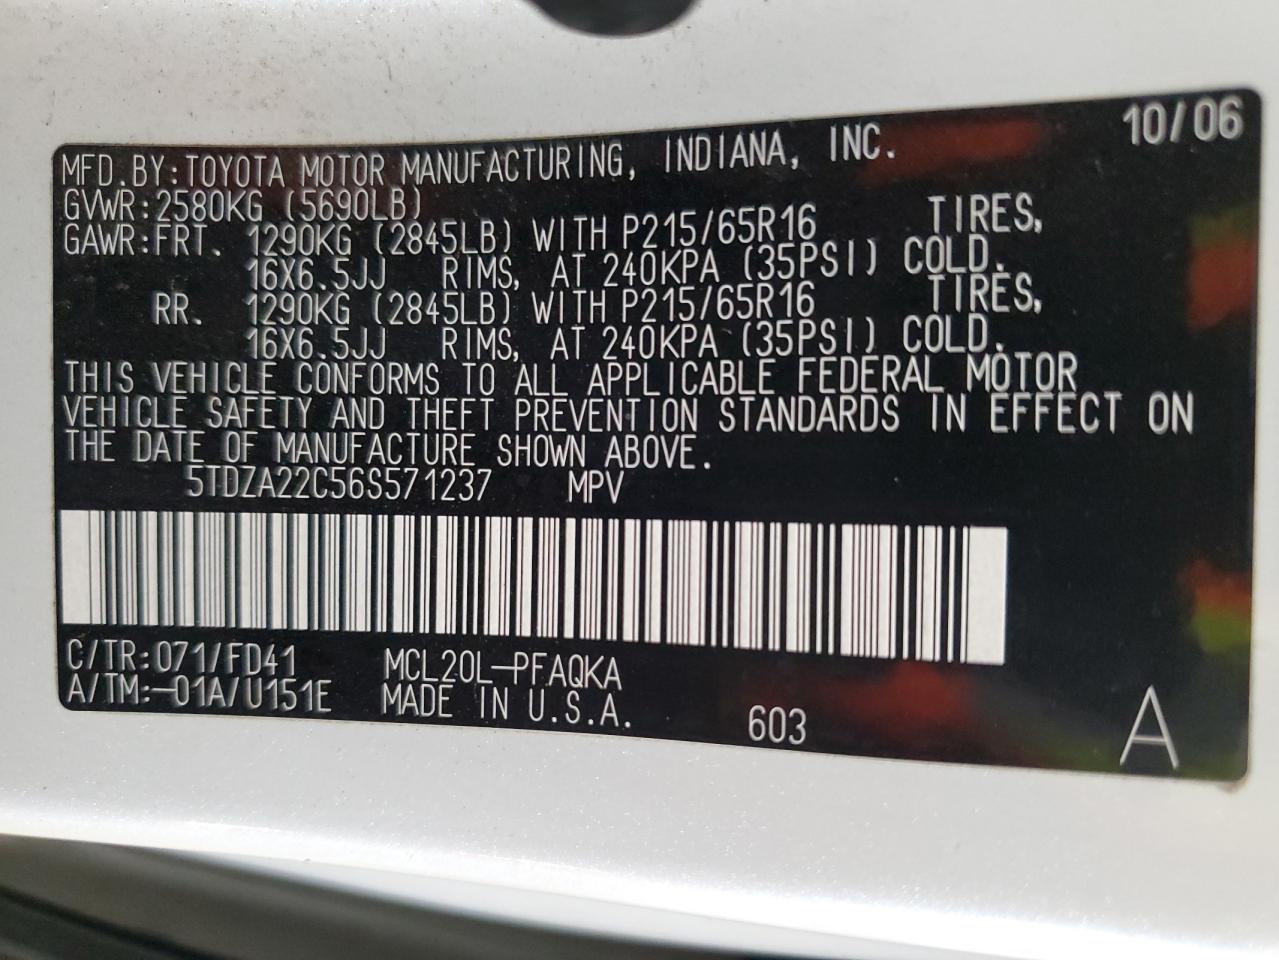 10/06
MFD.BY:TOYOTA MOTOR MANUFACTURING, INDIANA, INC.
GVWR:2580KG (5690LB)
GAWR:FRT. 1290KG (2845LB) WITH P215/65R16 TIRES,
16X6.5JJ RIMS, AT 240KPA (35PSI) COLD.
RR. 1290KG (2845LB) WITH P215/65R16 TIRES,
16X6.5JJ RIMS, AT 240KPA (35PSI) COLD.
THIS VEHICLE CONFORMS TO ALL APPLICABLE FEDERAL MOTOR
VEHICLE SAFETY AND THEFT PREVENTION STANDARDS IN EFFECT ON
THE DATE OF MANUFACTURE SHOWN ABOVE.
5TDZA22C56S571237 MPV
C/TR:071/FD41 MCL20L-PFAQKA
A/TM:-01A/U151E MADE IN U.S.A. 603 A